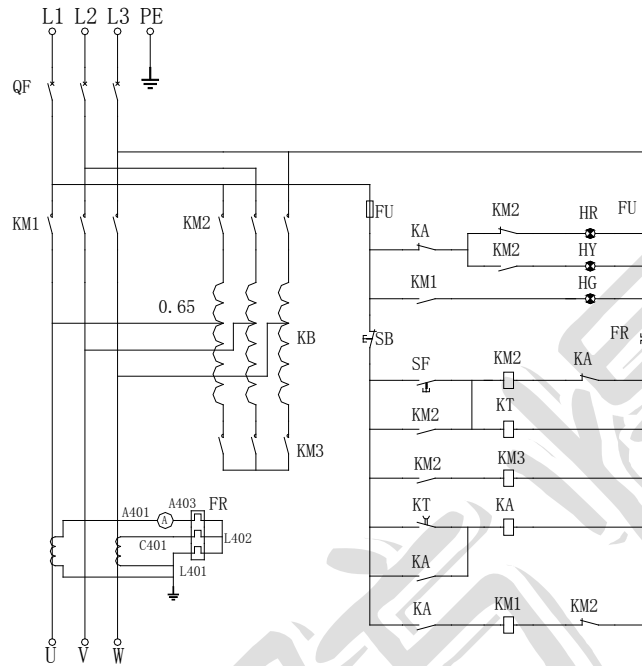 L1 L2 L3 PE
QF
KM1
KM2
FU
KA
KM2
HR
FU
KM2
HY
HG
KM1
0.65
KB
SB
FR
SF
KM2
KA
KM2
KT
KM3
KM2
KM3
KT
KA
KA
KA
KM1
KM2
A401
A403
FR
A
C401
L402
L401
U V W